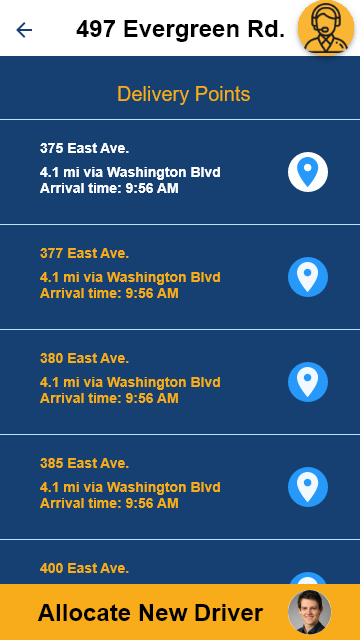 497 Evergreen Rd.
Delivery Points
375 East Ave.
4.1 mi via Washington Blvd
Arrival time: 9:56 AM
377 East Ave.
4.1 mi via Washington Blvd
Arrival time: 9:56 AM
380 East Ave.
4.1 mi via Washington Blvd
Arrival time: 9:56 AM
385 East Ave.
4.1 mi via Washington Blvd
Arrival time: 9:56 AM
400 East Ave.
Allocate New Driver